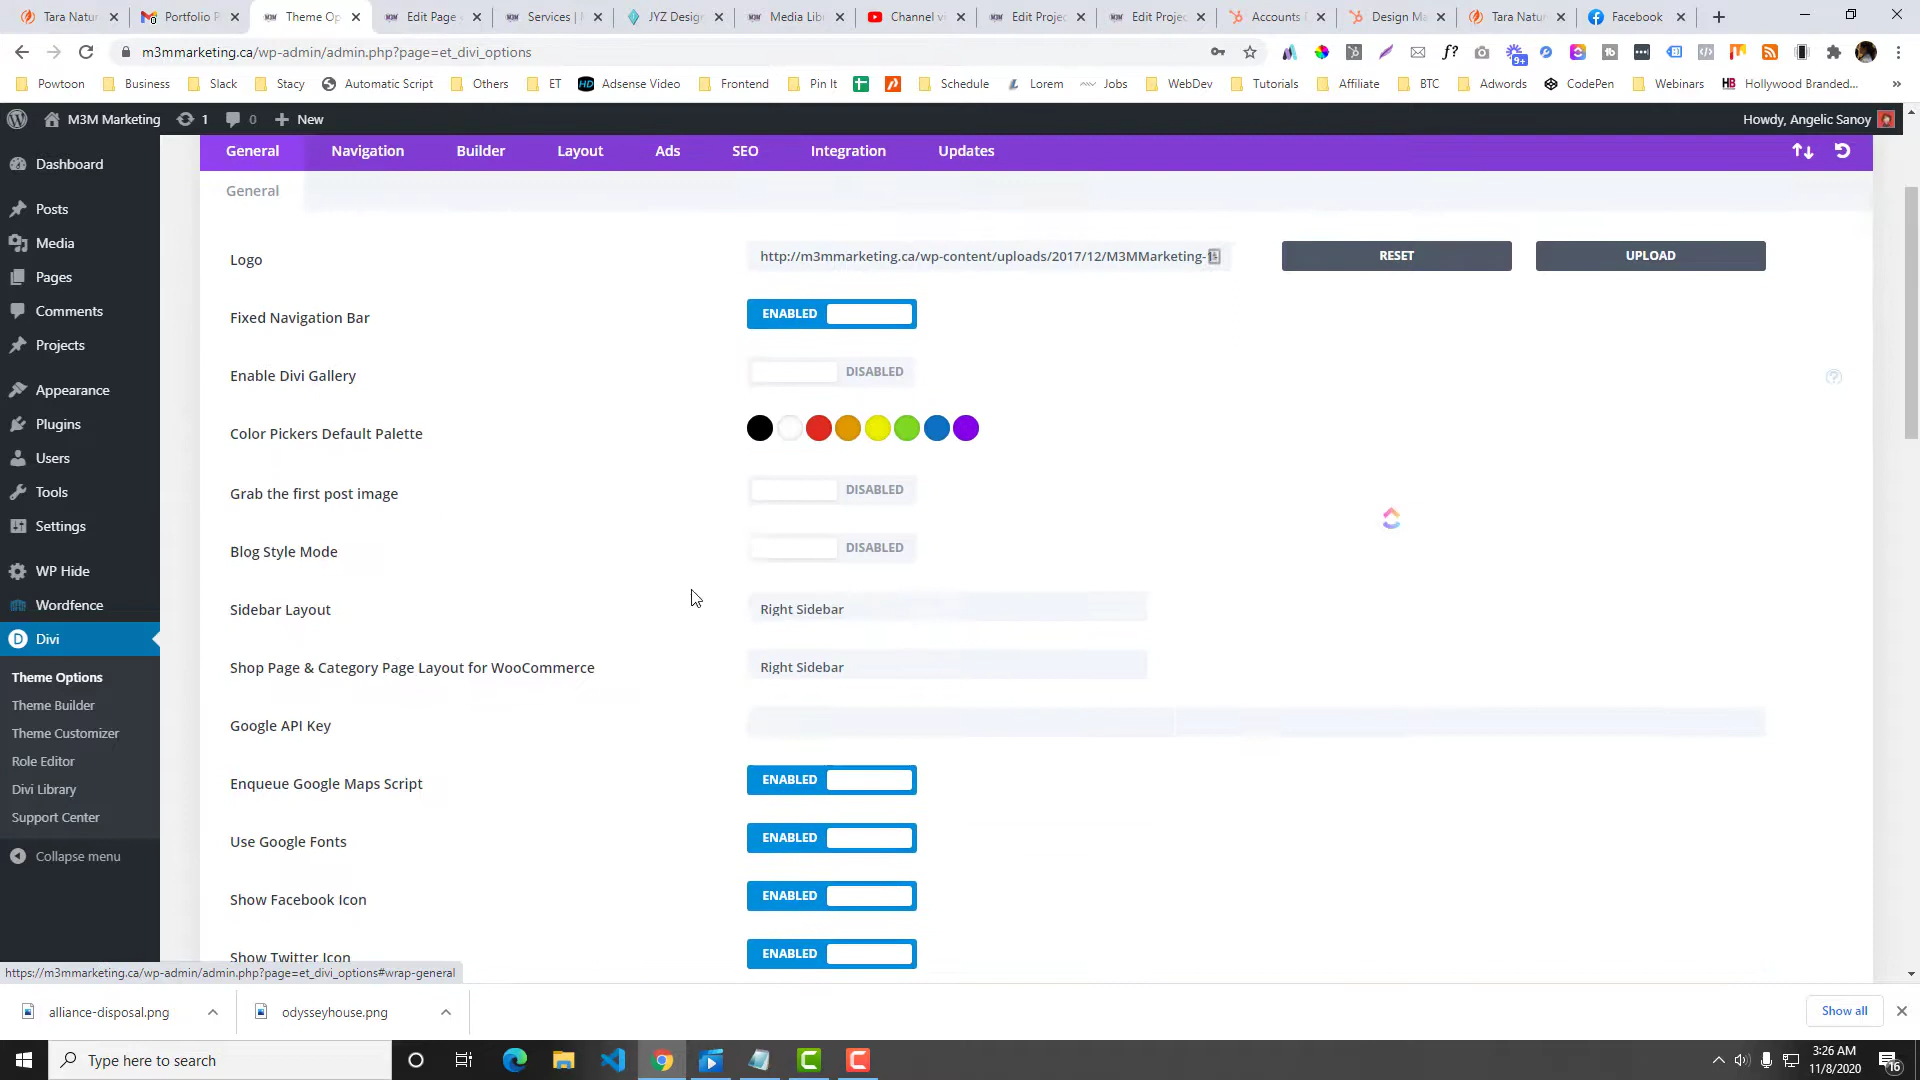 Tara Natur
Portfolio P
Theme Op
Edit Page
Services |
JYZ Desig
Media Lib
Channel v
Edit Proje
Edit Proje
Accounts
Design Ma
Tara Natur
Facebook
m3mmarketing.ca/wp-admin/admin.php?page=et_divi_options
f?
9+
Powtoon
Business
Slack
Stacy
Automatic Script
Others
ET
Adsense Video
Frontend
Pin It
Schedule
Lorem
Jobs
WebDev
Tutorials
Affiliate
BTC
Adwords
CodePen
Webinars
HB Hollywood Branded...
M3M Marketing
1
0
New
Howdy, Angelic Sanoy
Dashboard
Posts
Media
Pages
Comments
Projects
Appearance
Plugins
Users
Tools
Settings
WP Hide
Wordfence
D Divi
Theme Options
Theme Builder
Theme Customizer
Role Editor
Divi Library
Support Center
Collapse menu
General
Navigation
Builder
Layout
Ads
SEO
Integration
Updates
General
Logo
http://m3mmarketing.ca/wp-content/uploads/2017/12/M3MMarketing-1
RESET
UPLOAD
Fixed Navigation Bar
ENABLED
Enable Divi Gallery
DISABLED
Color Pickers Default Palette
Grab the first post image
DISABLED
Blog Style Mode
DISABLED
Sidebar Layout
Right Sidebar
Shop Page & Category Page Layout for WooCommerce
Right Sidebar
Google API Key
Enqueue Google Maps Script
ENABLED
Use Google Fonts
ENABLED
Show Facebook Icon
ENABLED
Show Twitter Icon
ENABLED
https://m3mmarketing.ca/wp-admin/admin.php?page=et_divi_options#wrap-general
alliance-disposal.png
odysseyhouse.png
Show all
Type here to search
3:26 AM
11/8/2020
16